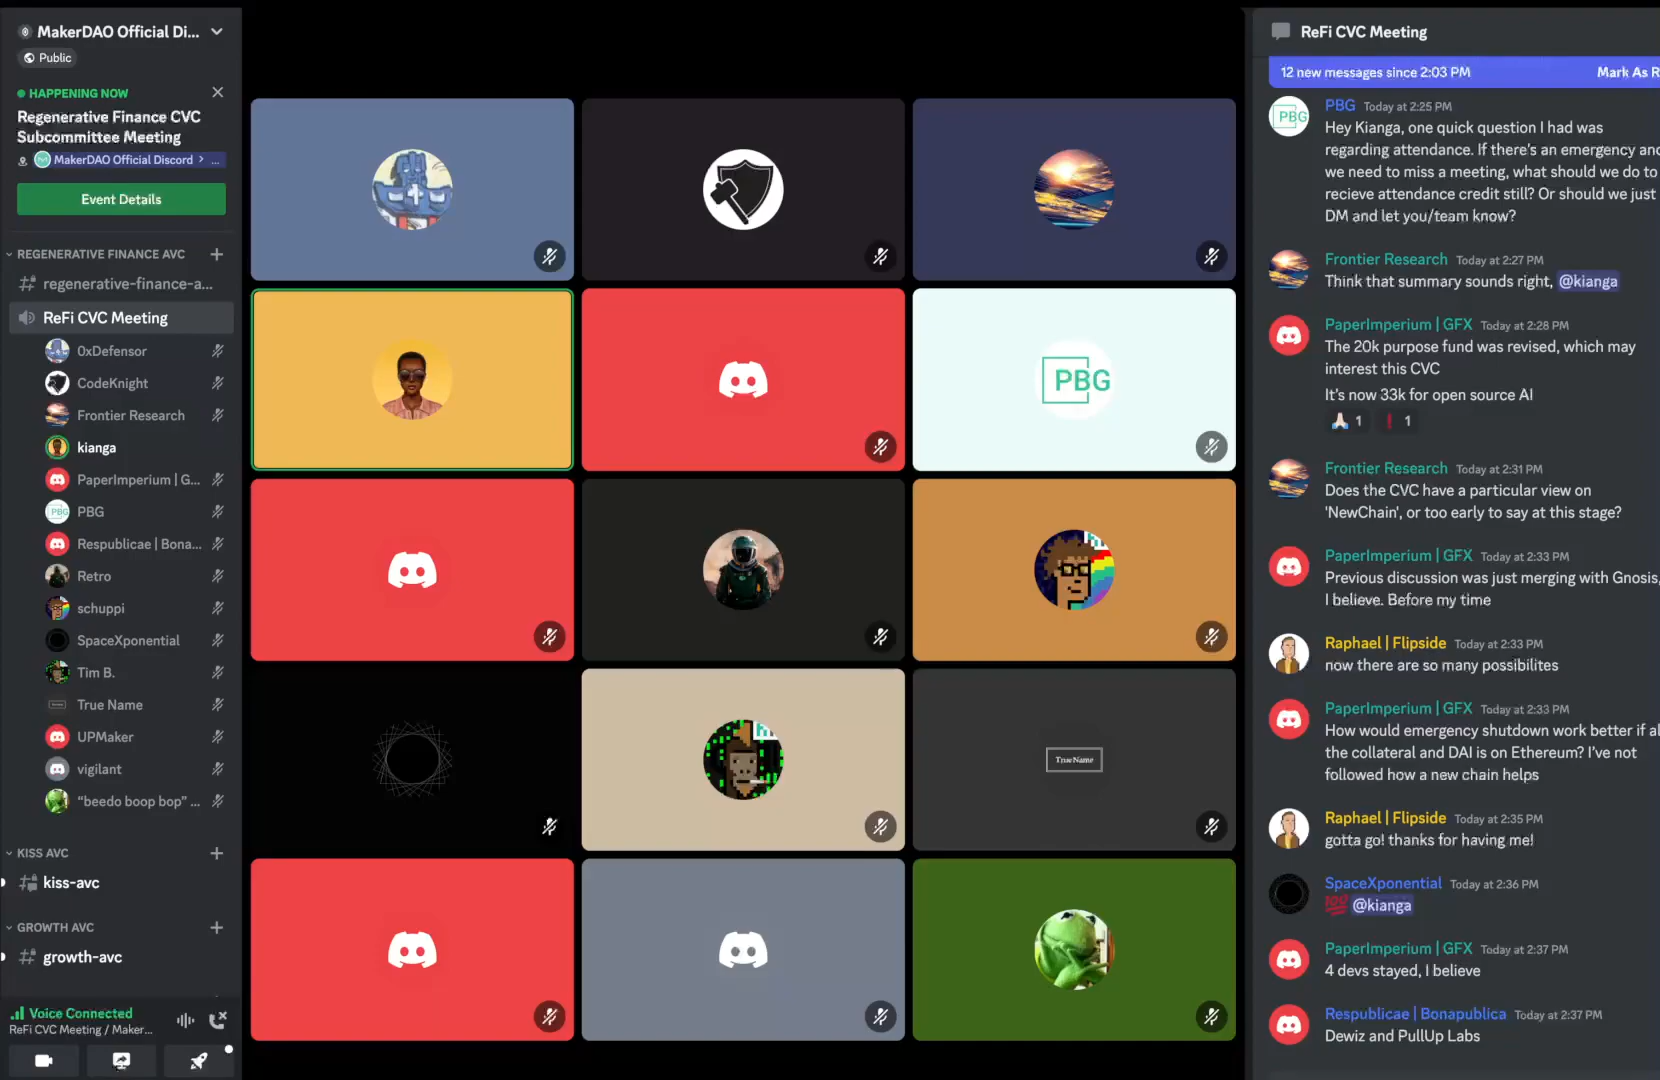 MakerDAO Official Di...
Public
HAPPENING NOW
Regenerative Finance CVC
Subcommittee Meeting
MakerDAO Official Discord > ...
Event Details
REGENERATIVE FINANCE AVC
regenerative-finance-a...
ReFi CVC Meeting
0xDefensor
CodeKnight
Frontier Research
kianga
PaperImperium | G...
PBG
Respublicae | Bona...
Retro
schuppi
SpaceXponential
Tim B.
True Name
UPMaker
vigilant
"beedo boop bop" ...
KISS AVC
kiss-avc
GROWTH AVC
growth-avc
Voice Connected
ReFi CVC Meeting / Maker...
PBG
TrueName
ReFi CVC Meeting
12 new messages since 2:03 PM
Mark As R
PBG
PBG Today at 2:25 PM
Hey Kianga, one quick question I had was
regarding attendance. If there's an emergency and
we need to miss a meeting, what should we do to
recieve attendance credit still? Or should we just
DM and let you/team know?
Frontier Research Today at 2:27 PM
Think that summary sounds right, @kianga
PaperImperium | GFX Today at 2:28 PM
The 20k purpose fund was revised, which may
interest this CVC
It's now 33k for open source AI
1 1
Frontier Research Today at 2:31 PM
Does the CVC have a particular view on
'NewChain', or too early to say at this stage?
PaperImperium | GFX Today at 2:33 PM
Previous discussion was just merging with Gnosis,
I believe. Before my time
Raphael | Flipside Today at 2:33 PM
now there are so many possibilites
PaperImperium | GFX Today at 2:33 PM
How would emergency shutdown work better if al
the collateral and DAI is on Ethereum? I've not
followed how a new chain helps
Raphael | Flipside Today at 2:35 PM
gotta go! thanks for having me!
SpaceXponential Today at 2:36 PM
💯 @kianga
PaperImperium | GFX Today at 2:37 PM
4 devs stayed, I believe
Respublicae | Bonapublica Today at 2:37 PM
Dewiz and PullUp Labs